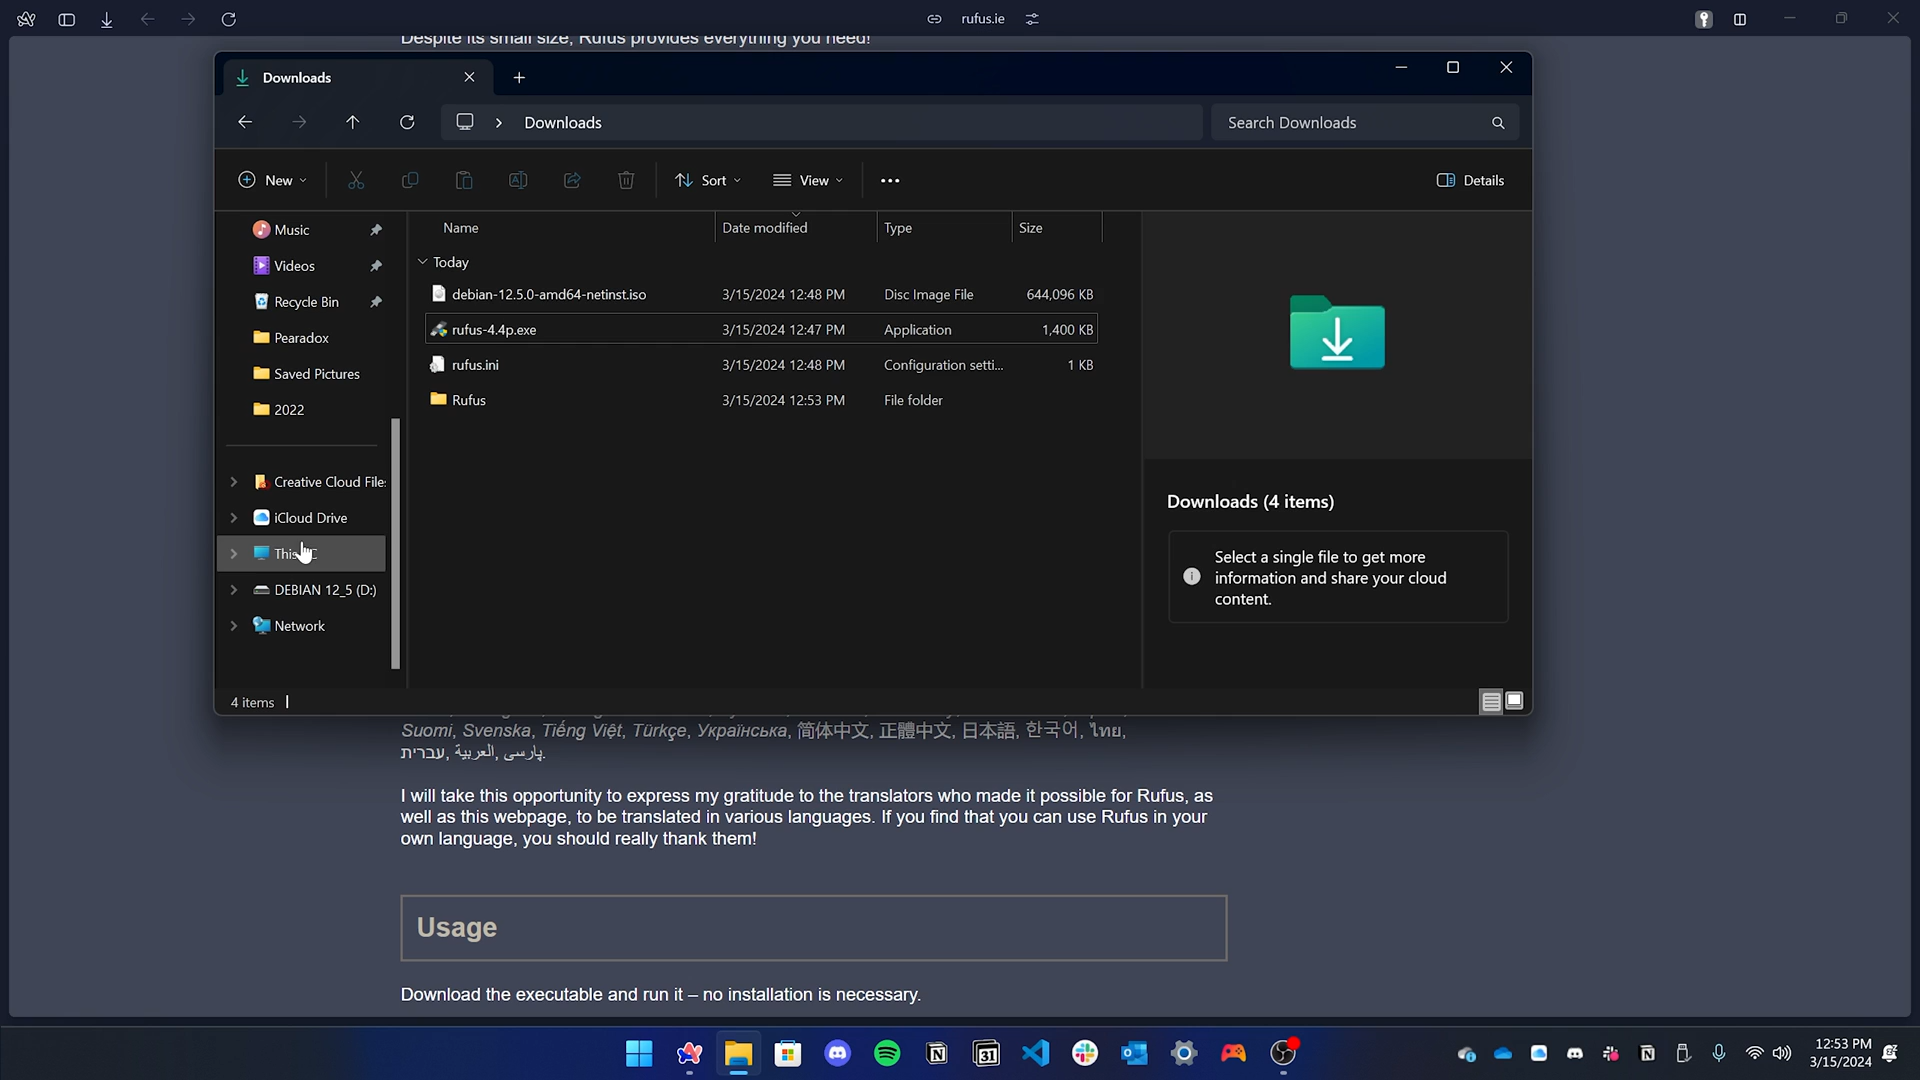 rufus.ie
Despite its small size, Rufus provides everything you need!
Downloads
Downloads
Search Downloads
New
Sort
View
Details
Music
Videos
Recycle Bin
Pearadox
Saved Pictures
2022
Creative Cloud Files
iCloud Drive
This
DEBIAN 12_5 (D:)
Network
Name Date modified Type Size
Today
debian-12.5.0-amd64-netinst.iso 3/15/2024 12:48 PM Disc Image File 644,096 KB
rufus-4.4p.exe 3/15/2024 12:47 PM Application 1,400 KB
rufus.ini 3/15/2024 12:48 PM Configuration setti... 1 KB
Rufus 3/15/2024 12:53 PM File folder
Downloads (4 items)
Select a single file to get more
information and share your cloud
content.
4 items
Suomi, Svenska, Tiếng Việt, Türkçe, Українська, 简体中文, 正體中文, 日本語, 한국어, ไทย,
עברית, العربية, پارسی.
I will take this opportunity to express my gratitude to the translators who made it possible for Rufus, as
well as this webpage, to be translated in various languages. If you find that you can use Rufus in your
own language, you should really thank them!
Usage
Download the executable and run it – no installation is necessary.
31
12:53 PM
3/15/2024